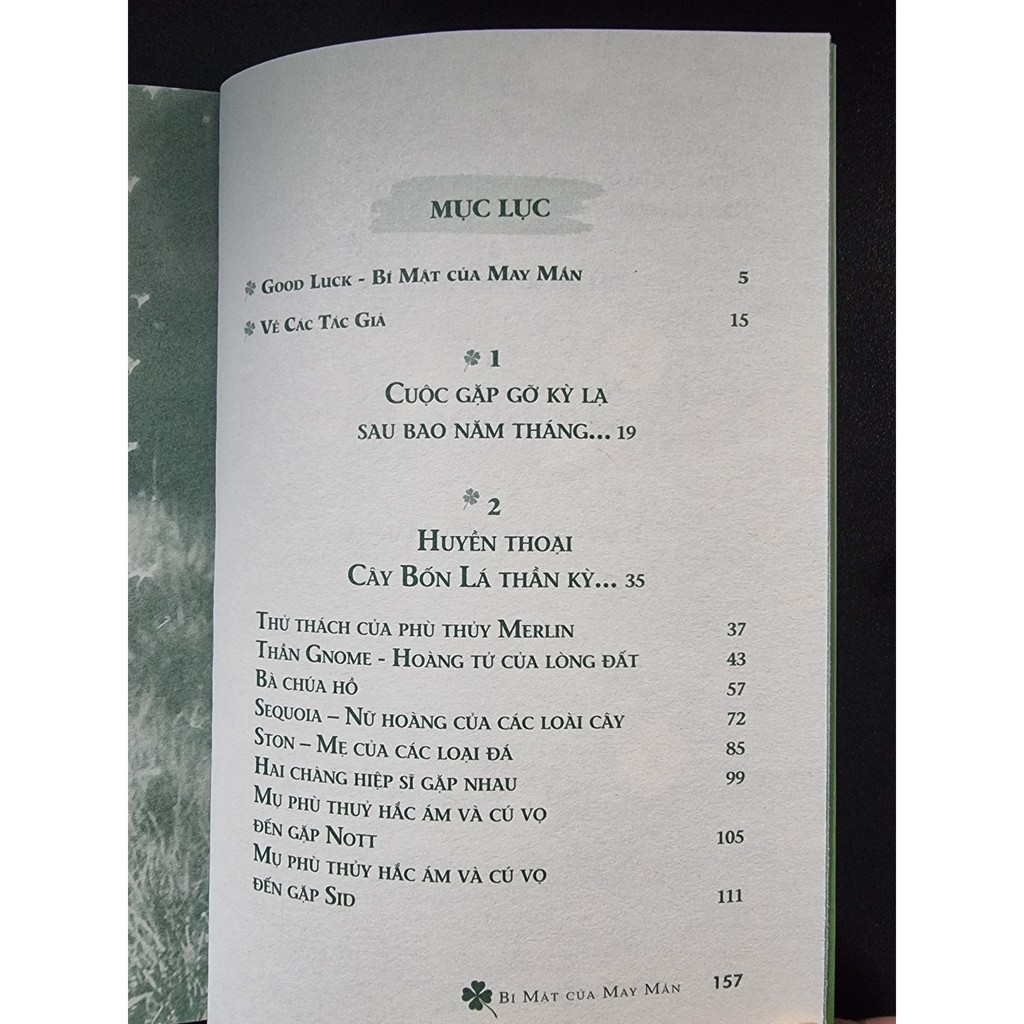 MỤC LỤC
GOOD LUCK - BÍ MẬT CỦA MAY MẮN 5
VỀ CÁC TÁC GIẢ 15
1
CUỘC GẶP GỠ KỲ LẠ
SAU BAO NĂM THÁNG... 19
2
HUYỀN THOẠI
CÂY BỐN LÁ THẦN KỲ... 35
THỬ THÁCH CỦA PHÙ THỦY MERLIN 37
THẦN GNOME - HOÀNG TỬ CỦA LÒNG ĐẤT 43
BÀ CHÚA HỒ 57
SEQUOIA – NỮ HOÀNG CỦA CÁC LOÀI CÂY 72
STON – MẸ CỦA CÁC LOẠI ĐÁ 85
HAI CHÀNG HIỆP SĨ GẶP NHAU 99
MỤ PHÙ THUỶ HẮC ÁM VÀ CÚ VỌ
ĐẾN GẶP NOTT 105
MỤ PHÙ THỦY HẮC ÁM VÀ CÚ VỌ
ĐẾN GẶP SID 111
BÍ MẬT CỦA MAY MẮN 157